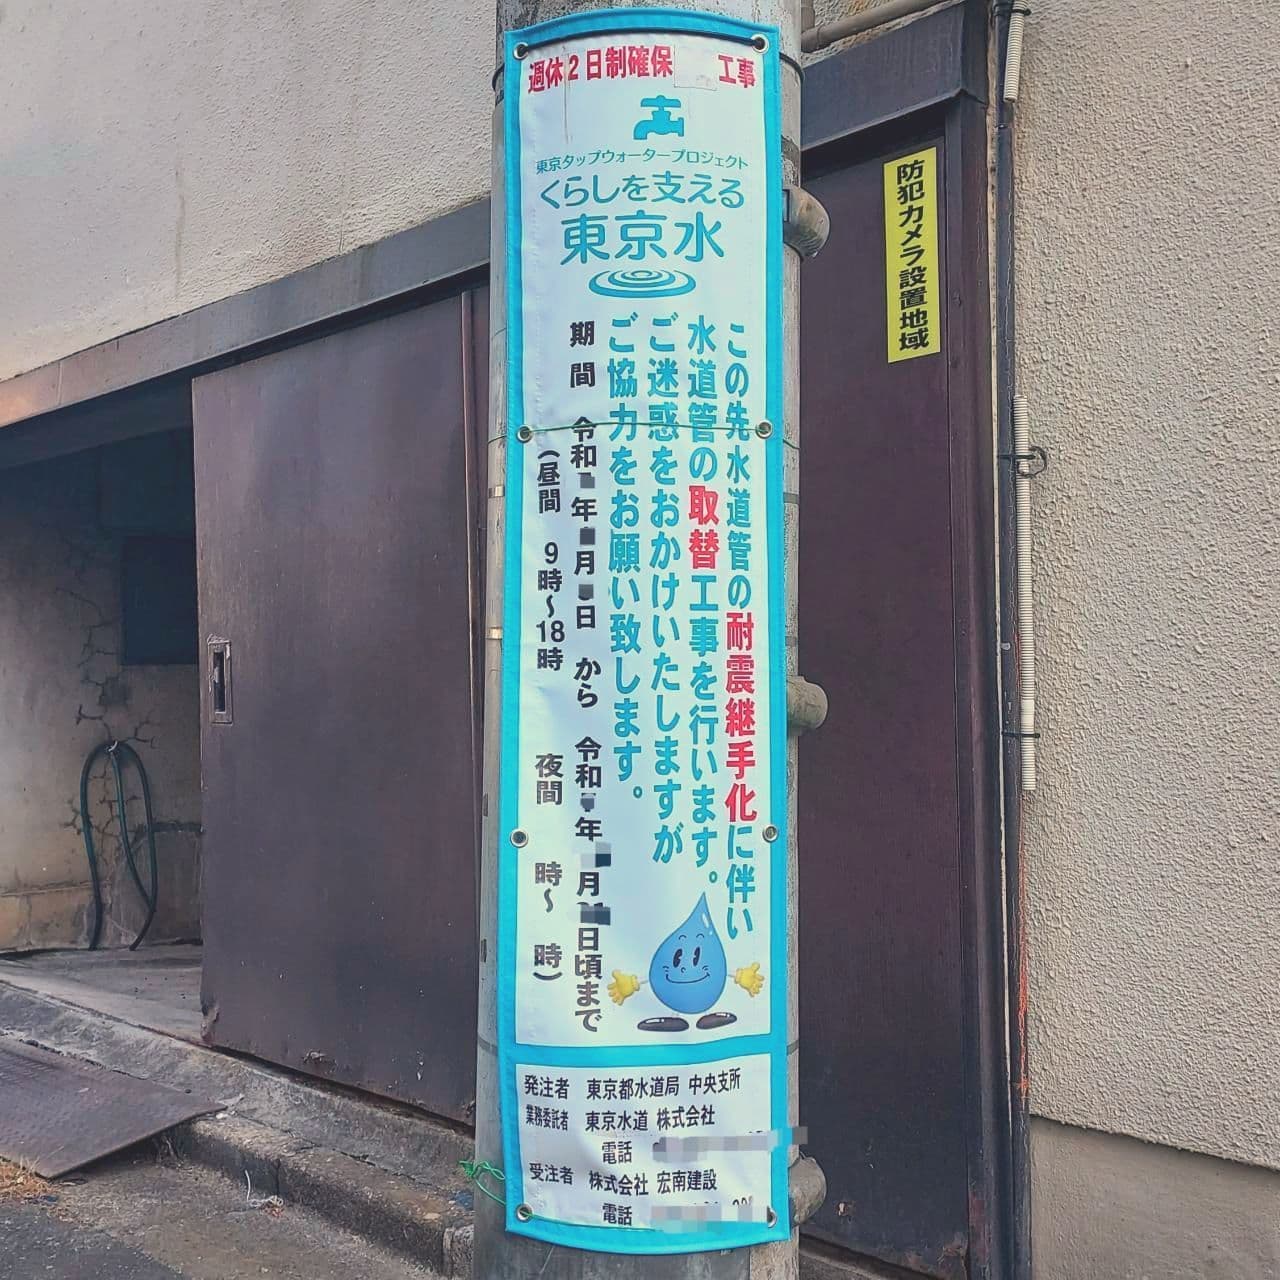 週休2日制確保 工事
東京タップウォータープロジェクト
くらしを支える
東京水
この先水道管の耐震継手化に伴い
水道管の取替工事を行います。
ご迷惑をおかけいたしますが
ご協力をお願い致します。
期間 令和 年 月 日 から 令和 年 月 日頃まで
(昼間 9時~18時 夜間 時~ 時)
発注者 東京都水道局 中央支所
業務委託者 東京水道 株式会社
電話
受注者 株式会社 宏南建設
電話
防犯カメラ設置地域